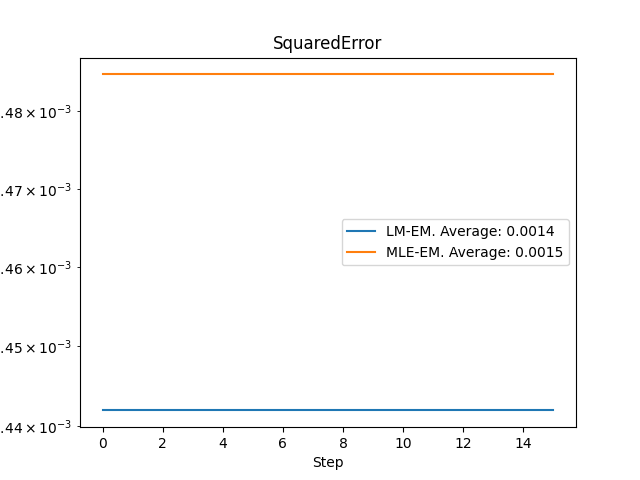 SquaredError
.48 × 10⁻³
.47 × 10⁻³
.46 × 10⁻³
.45 × 10⁻³
.44 × 10⁻³
LM-EM. Average: 0.0014
MLE-EM. Average: 0.0015
0 2 4 6 8 10 12 14
Step